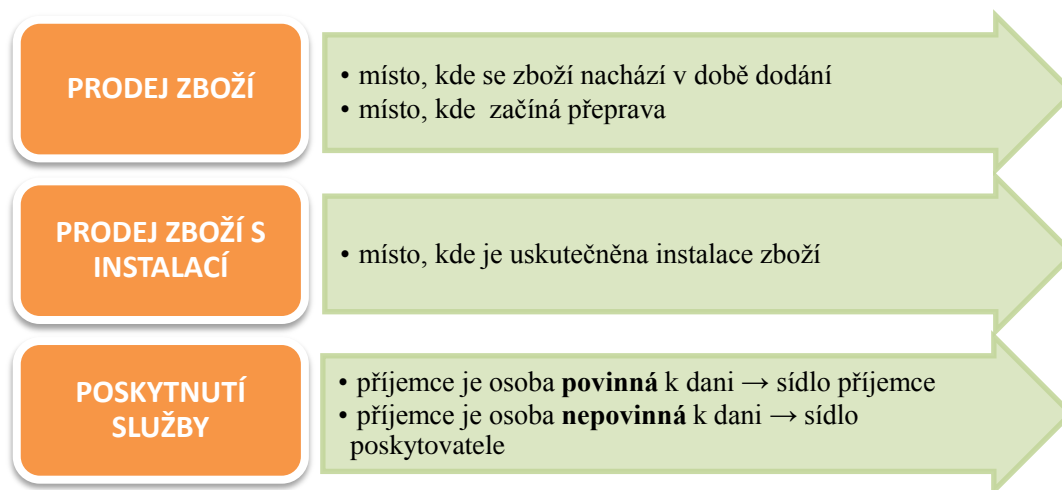 PRODEJ ZBOŽÍ
• místo, kde se zboží nachází v době dodání
• místo, kde začíná přeprava
PRODEJ ZBOŽÍ S
INSTALACÍ
• místo, kde je uskutečněna instalace zboží
POSKYTNUTÍ
SLUŽBY
• příjemce je osoba povinná k dani → sídlo příjemce
• příjemce je osoba nepovinná k dani → sídlo
poskytovatele